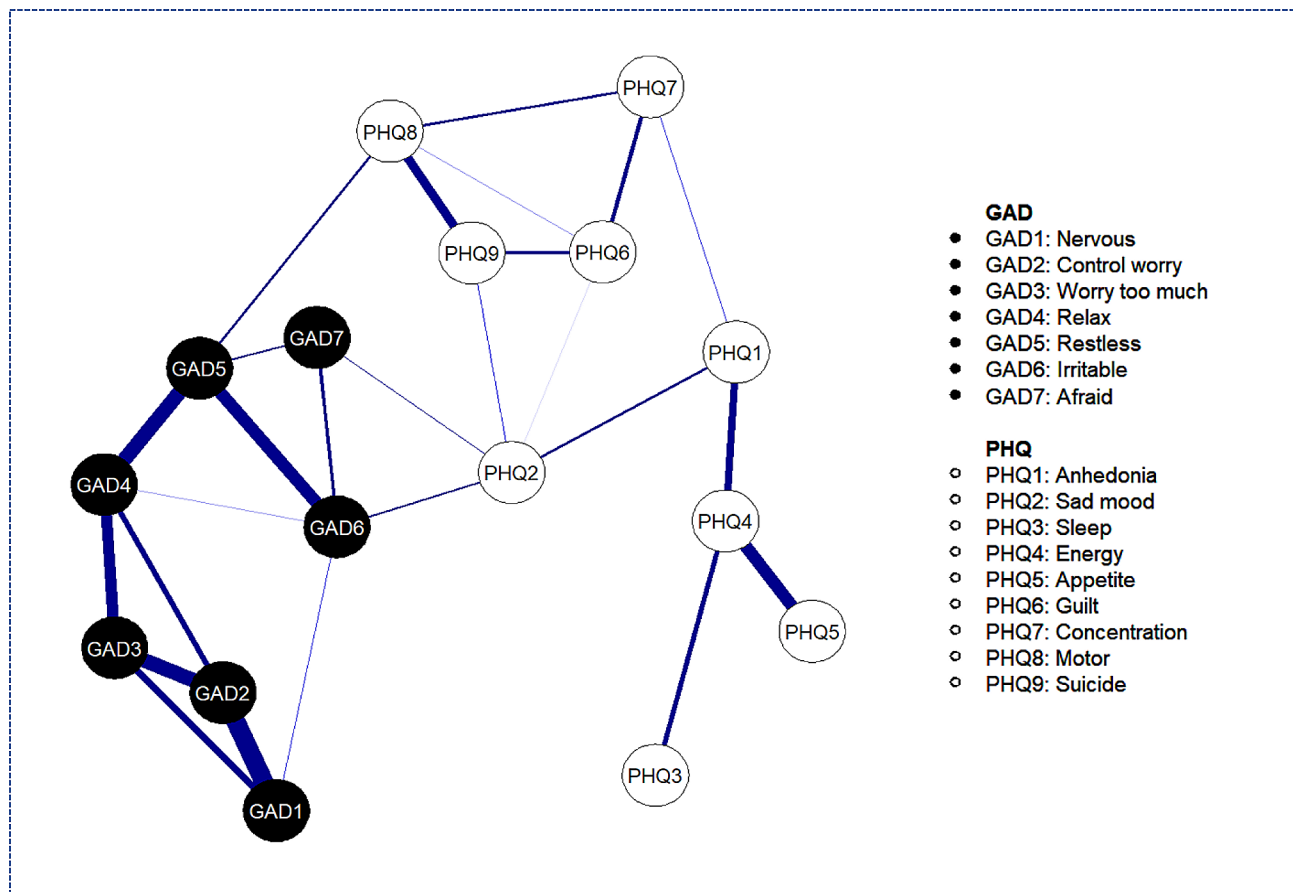 PHQ7
PHQ8
PHQ9
PHQ6
GAD7
GAD5
PHQ1
PHQ2
GAD4
GAD6
PHQ4
PHQ5
GAD3
GAD2
PHQ3
GAD1
GAD
GAD1: Nervous
GAD2: Control worry
GAD3: Worry too much
GAD4: Relax
GAD5: Restless
GAD6: Irritable
GAD7: Afraid
PHQ
PHQ1: Anhedonia
PHQ2: Sad mood
PHQ3: Sleep
PHQ4: Energy
PHQ5: Appetite
PHQ6: Guilt
PHQ7: Concentration
PHQ8: Motor
PHQ9: Suicide